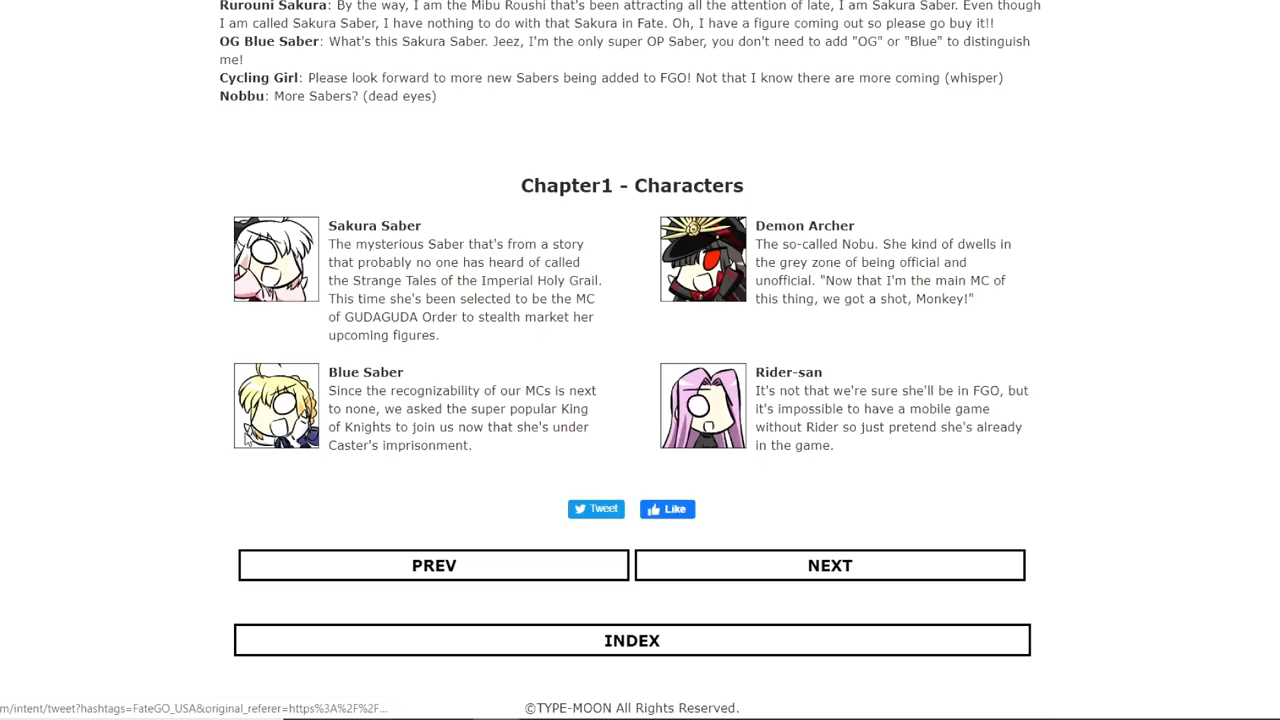 Rurouni Sakura: By the way, I am the Mibu Roushi that's been attracting all the attention of late, I am Sakura Saber. Even though
I am called Sakura Saber, I have nothing to do with that Sakura in Fate. Oh, I have a figure coming out so please go buy it!!
OG Blue Saber: What's this Sakura Saber. Jeez, I'm the only super OP Saber, you don't need to add "OG" or "Blue" to distinguish
me!
Cycling Girl: Please look forward to more new Sabers being added to FGO! Not that I know there are more coming (whisper)
Nobbu: More Sabers? (dead eyes)
Chapter1 - Characters
Sakura Saber
The mysterious Saber that's from a story
that probably no one has heard of called
the Strange Tales of the Imperial Holy Grail.
This time she's been selected to be the MC
of GUDAGUDA Order to stealth market her
upcoming figures.
Demon Archer
The so-called Nobu. She kind of dwells in
the grey zone of being official and
unofficial. "Now that I'm the main MC of
this thing, we got a shot, Monkey!"
Blue Saber
Since the recognizability of our MCs is next
to none, we asked the super popular King
of Knights to join us now that she's under
Caster's imprisonment.
Rider-san
It's not that we're sure she'll be in FGO, but
it's impossible to have a mobile game
without Rider so just pretend she's already
in the game.
Tweet Like
PREV NEXT
INDEX
m/intent/tweet?hashtags=FateGO_USA&original_referer=https%3A%2F%2F...
©TYPE-MOON All Rights Reserved.